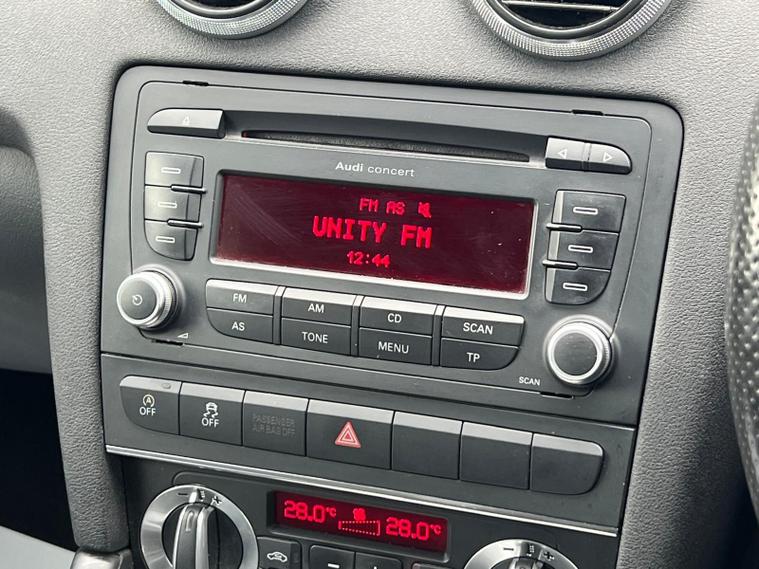 Audi concert
FM AS
UNITY FM
12:44
FM AM CD SCAN
AS TONE MENU TP
SCAN
A OFF OFF PASSENGER AIR BAG OFF
28.0°C 28.0°C